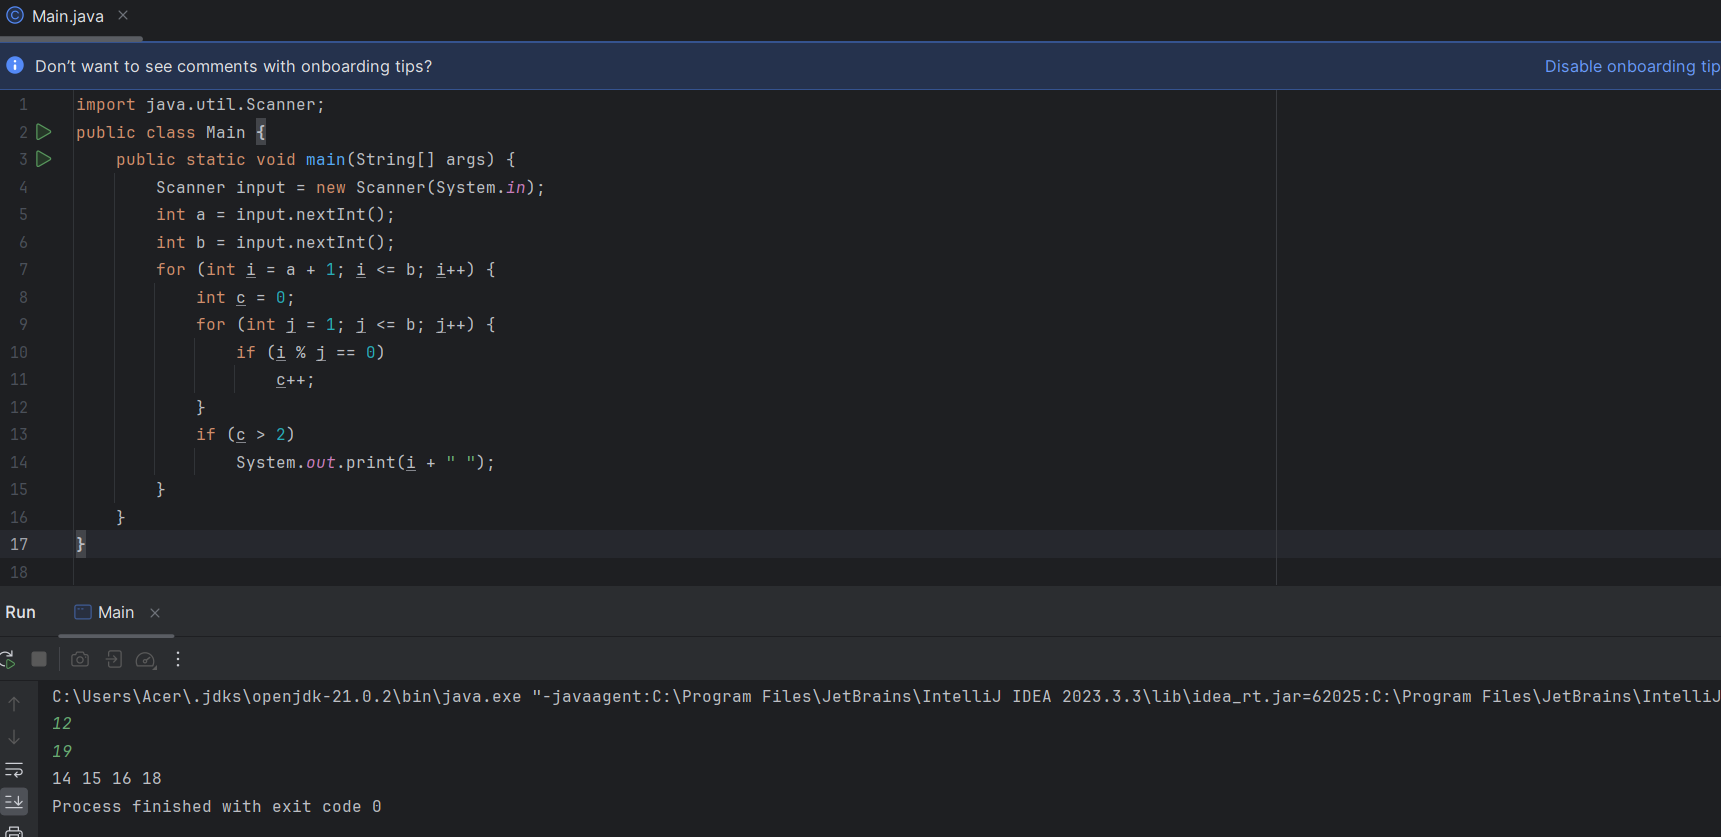 Main.java
Don't want to see comments with onboarding tips? Disable onboarding tip
1 import java.util.Scanner;
2 public class Main {
3 public static void main(String[] args) {
4 Scanner input = new Scanner(System.in);
5 int a = input.nextInt();
6 int b = input.nextInt();
7 for (int i = a + 1; i <= b; i++) {
8 int c = 0;
9 for (int j = 1; j <= b; j++) {
10 if (i % j == 0)
11 c++;
12 }
13 if (c > 2)
14 System.out.print(i + " ");
15 }
16 }
17 }
18
Run Main
C:\Users\Acer\.jdks\openjdk-21.0.2\bin\java.exe "-javaagent:C:\Program Files\JetBrains\IntelliJ IDEA 2023.3.3\lib\idea_rt.jar=62025:C:\Program Files\JetBrains\IntelliJ
12
19
14 15 16 18
Process finished with exit code 0